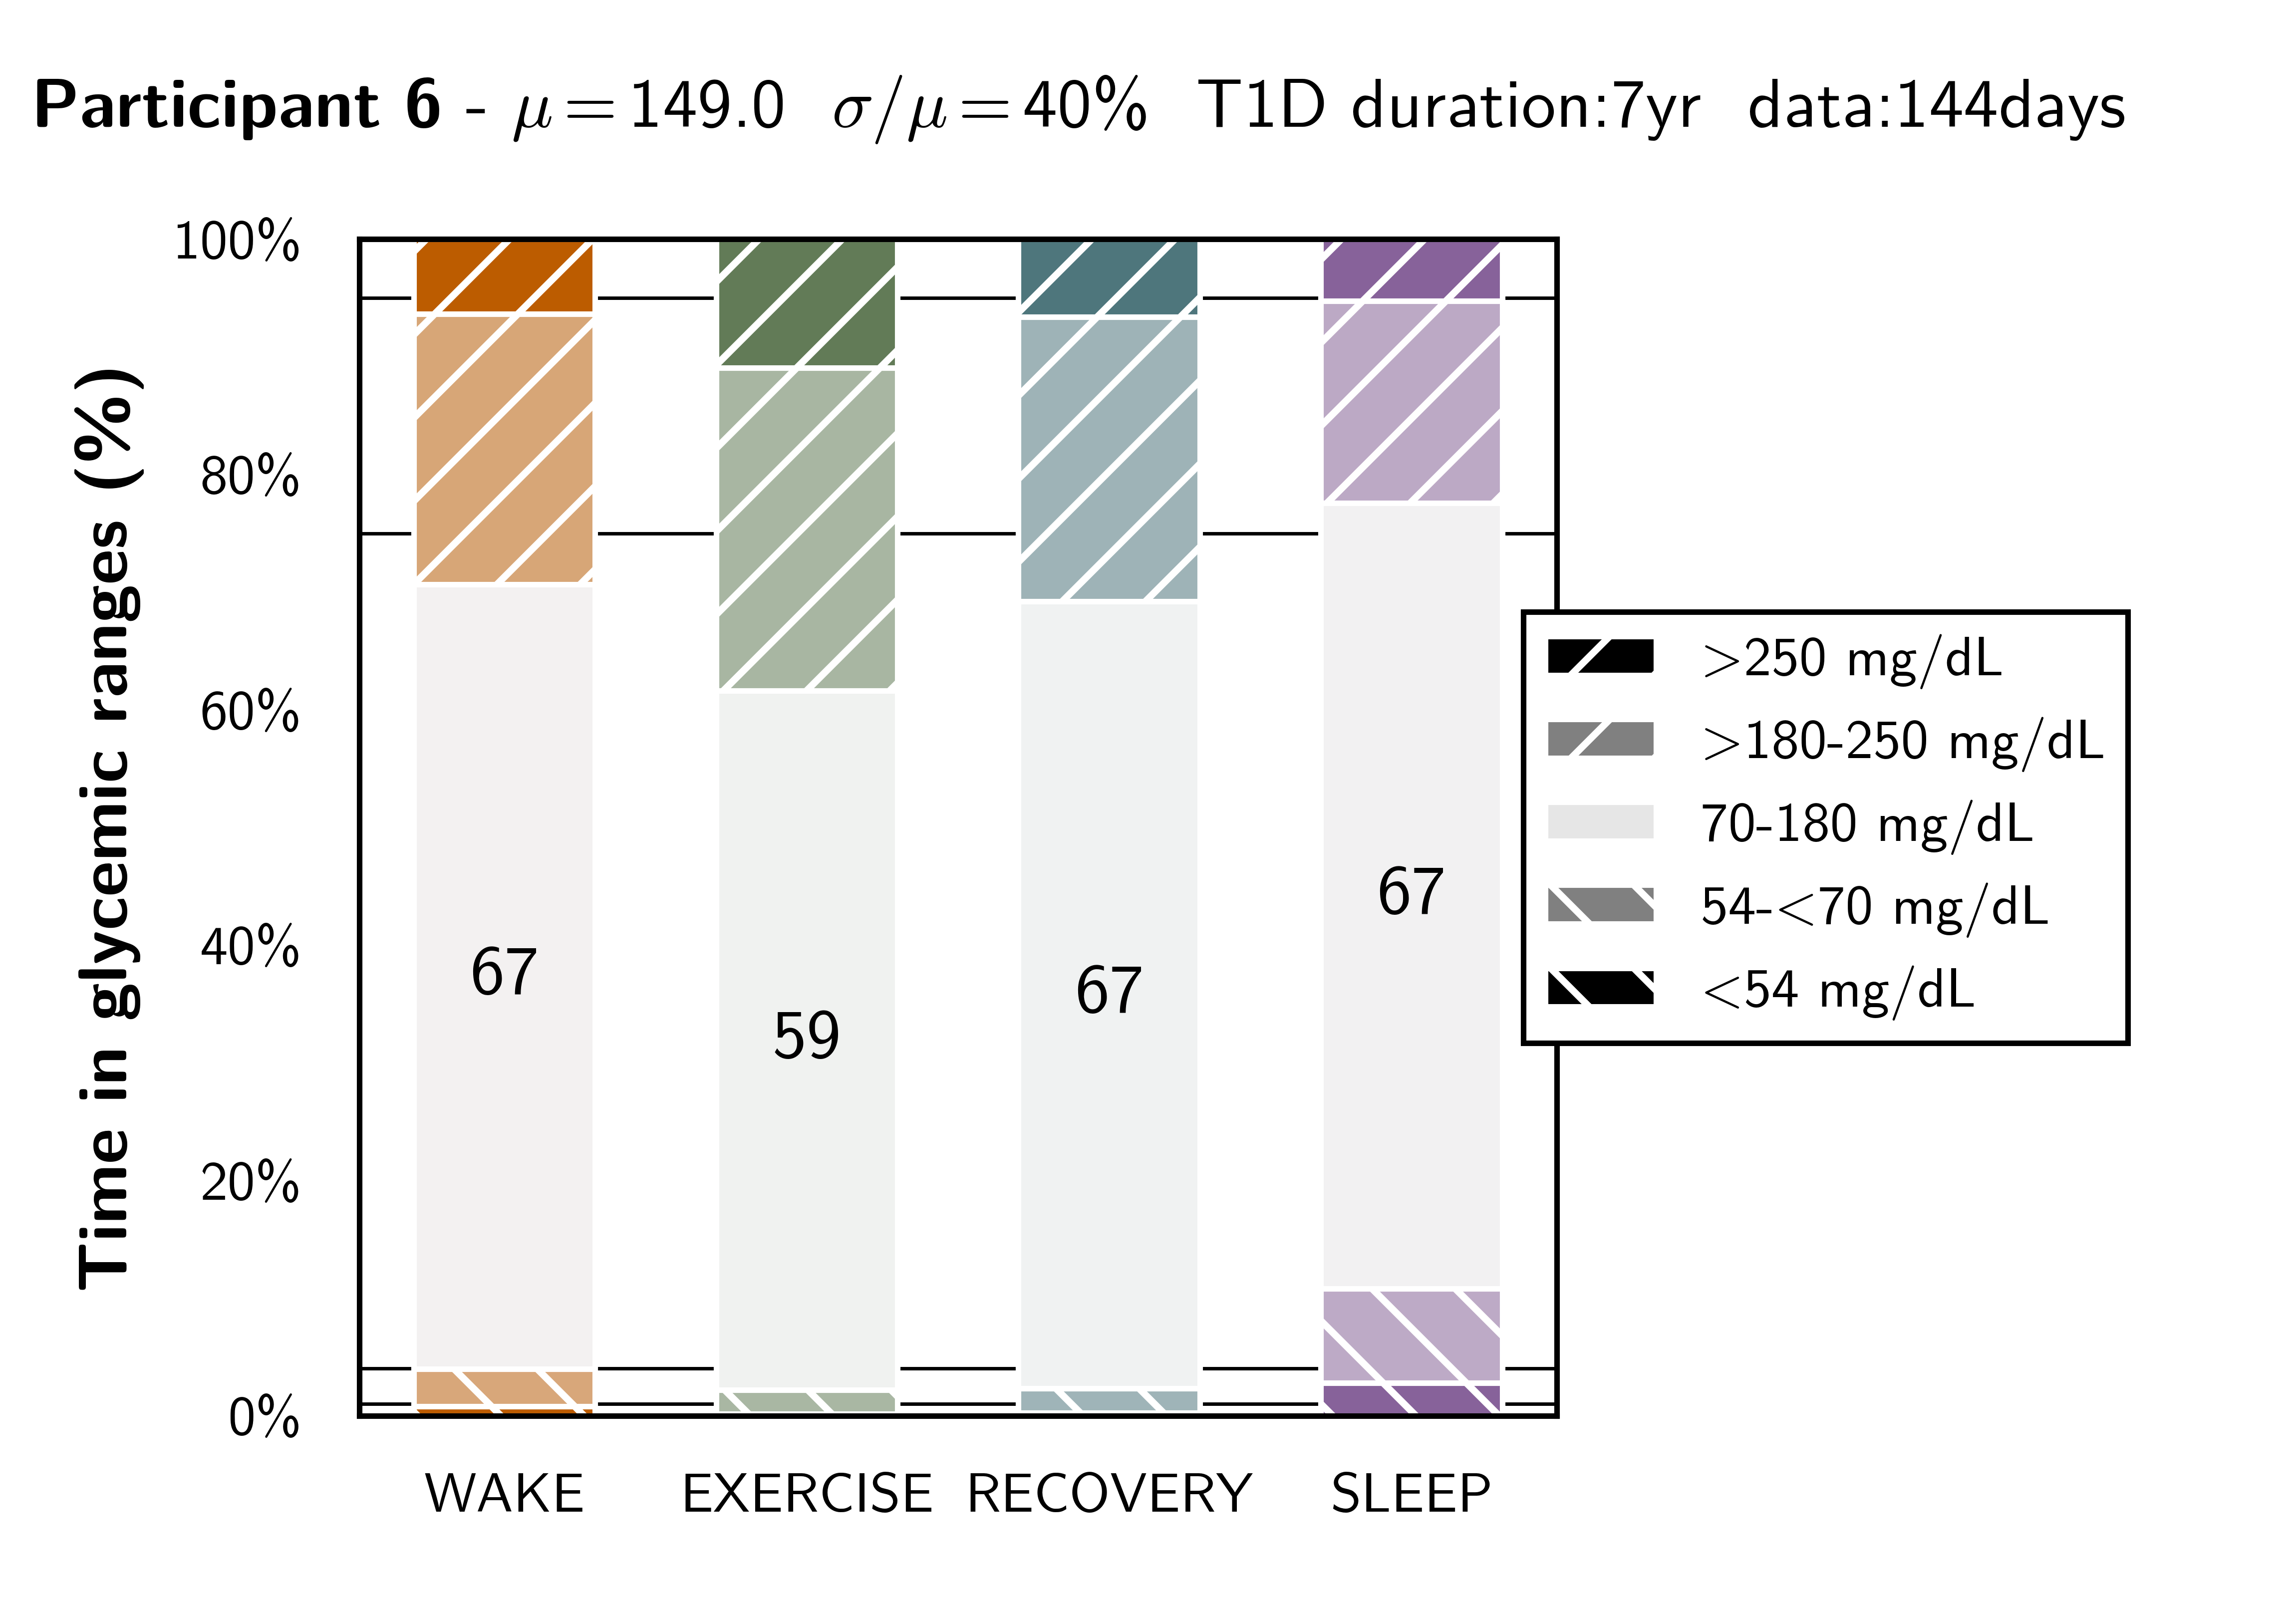 Participant 6 - μ=149.0 σ/μ=40% T1D duration:7yr data:144days
Time in glycemic ranges (%)
100%
80%
60%
40%
20%
0%
67
59
67
67
>250 mg/dL
>180-250 mg/dL
70-180 mg/dL
54-<70 mg/dL
<54 mg/dL
WAKE EXERCISE RECOVERY SLEEP